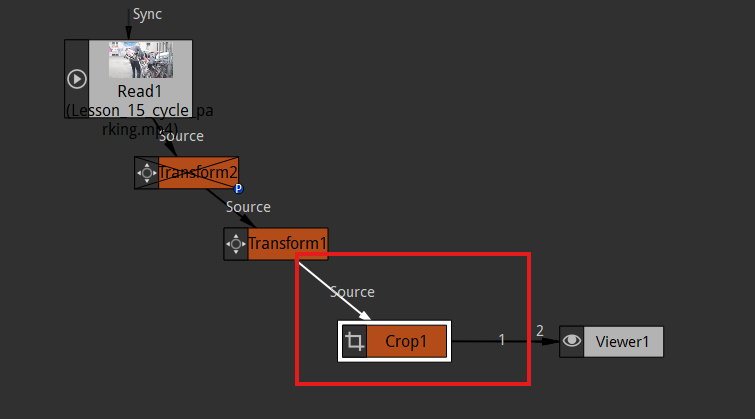 Sync
Read1
(Lesson_15_cycle_pa
rking.mp4)
Source
Transform2
P
Source
Transform1
Source
Crop1
1
2
Viewer1